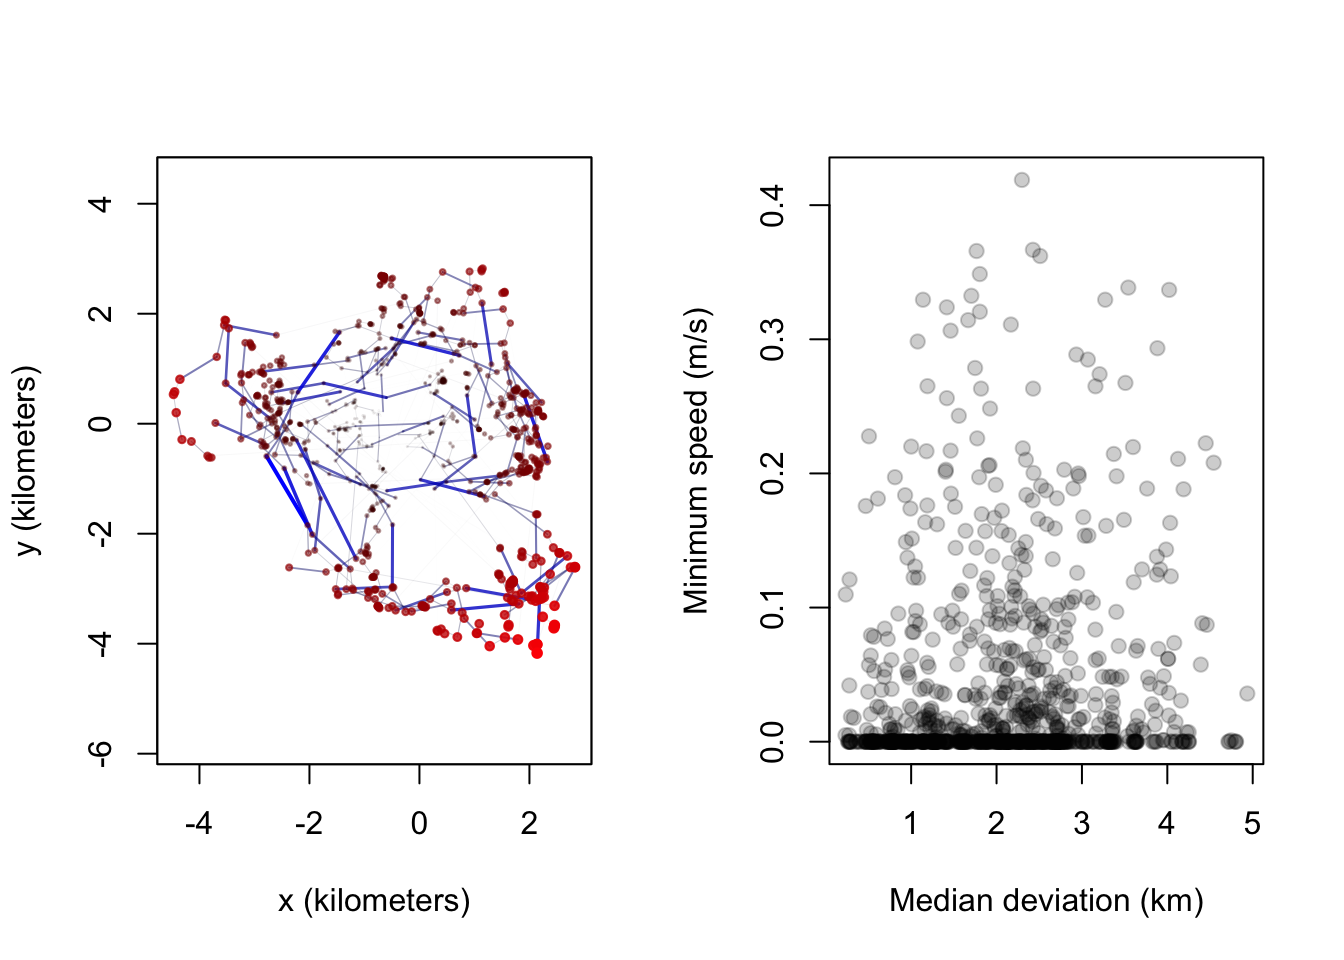 y (kilometers)
4
2
0
-2
-4
-6
-4 -2 0 2
x (kilometers)
Minimum speed (m/s)
0.4
0.3
0.2
0.1
0.0
1 2 3 4 5
Median deviation (km)